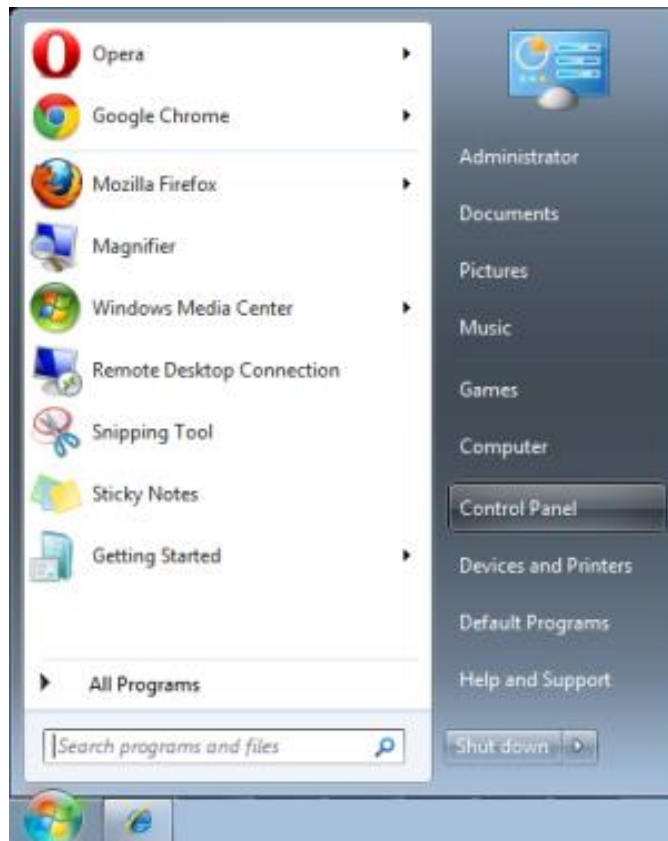 Opera
Google Chrome
Mozilla Firefox
Magnifier
Windows Media Center
Remote Desktop Connection
Snipping Tool
Sticky Notes
Getting Started
All Programs
Search programs and files
Administrator
Documents
Pictures
Music
Games
Computer
Control Panel
Devices and Printers
Default Programs
Help and Support
Shut down